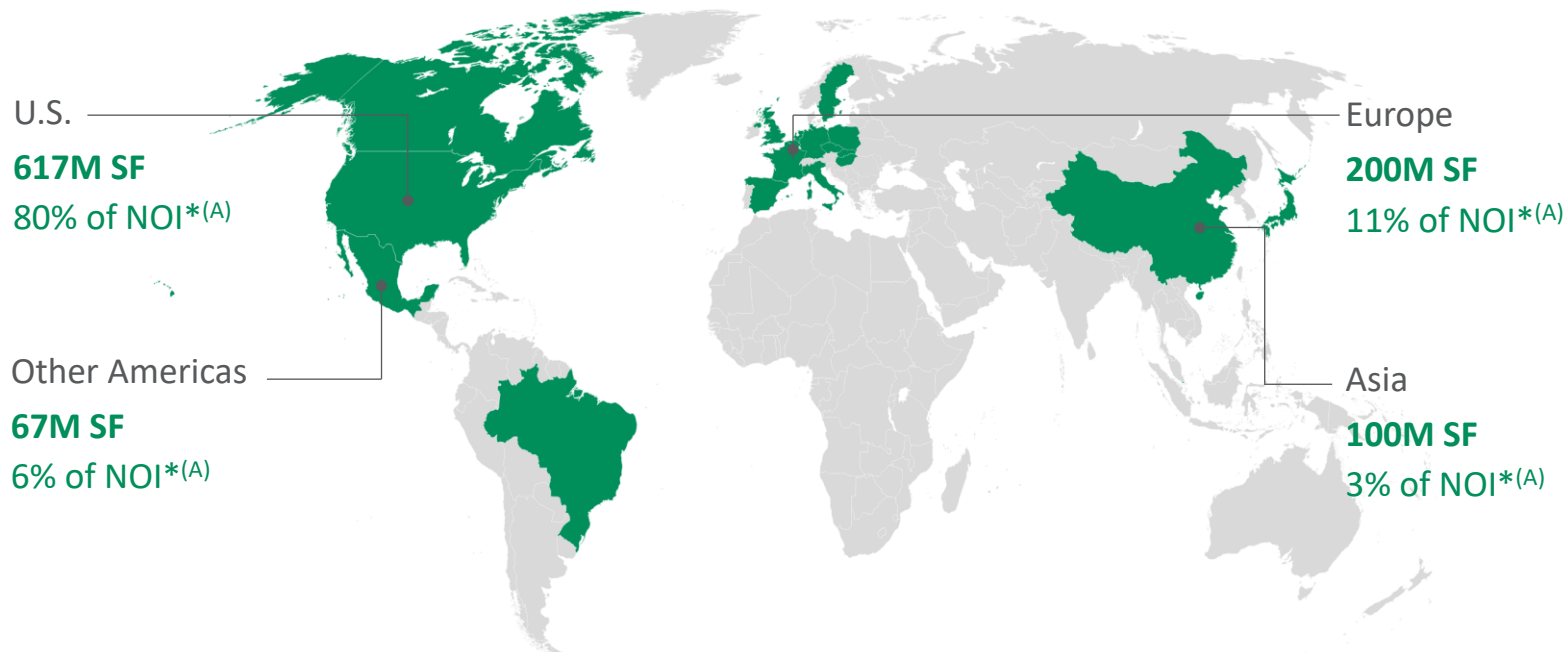 U.S.
617M SF
80% of NOI*(A)
Other Americas
67M SF
6% of NOI*(A)
Europe
200M SF
11% of NOI*(A)
Asia
100M SF
3% of NOI*(A)